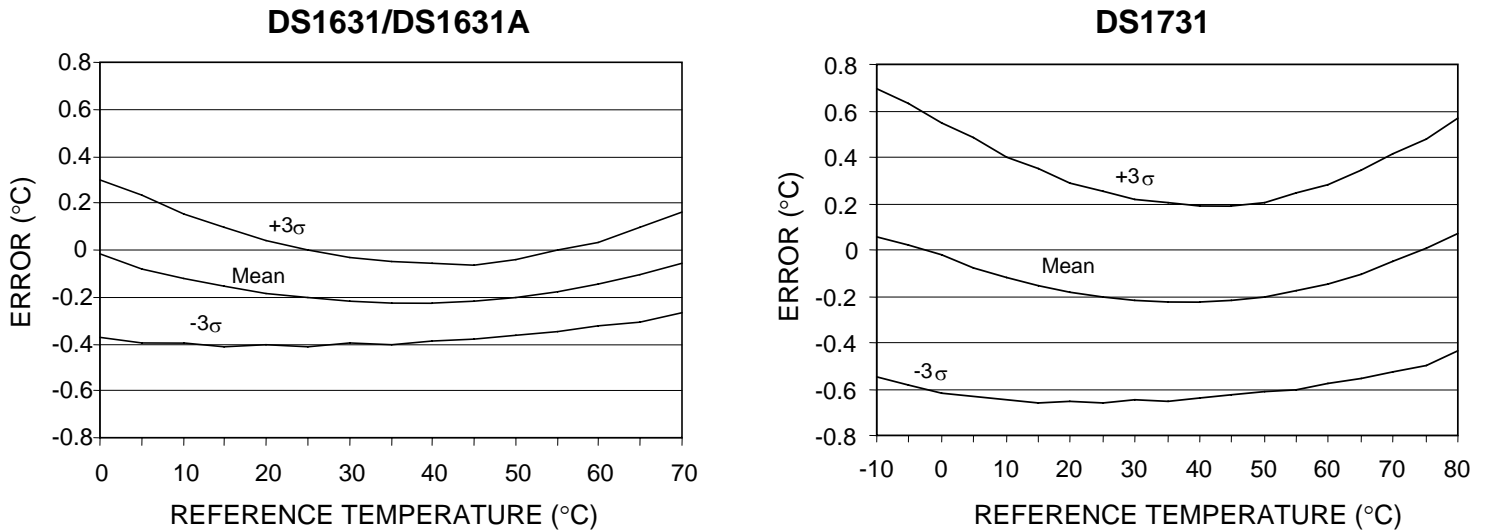 DS1631/DS1631A
ERROR (°C)
0.8
0.6
0.4
0.2
0
-0.2
-0.4
-0.6
-0.8
+3σ
Mean
-3σ
0 10 20 30 40 50 60 70
REFERENCE TEMPERATURE (°C)
DS1731
ERROR (°C)
0.8
0.6
0.4
0.2
0
-0.2
-0.4
-0.6
-0.8
+3σ
Mean
-3σ
-10 0 10 20 30 40 50 60 70 80
REFERENCE TEMPERATURE (°C)